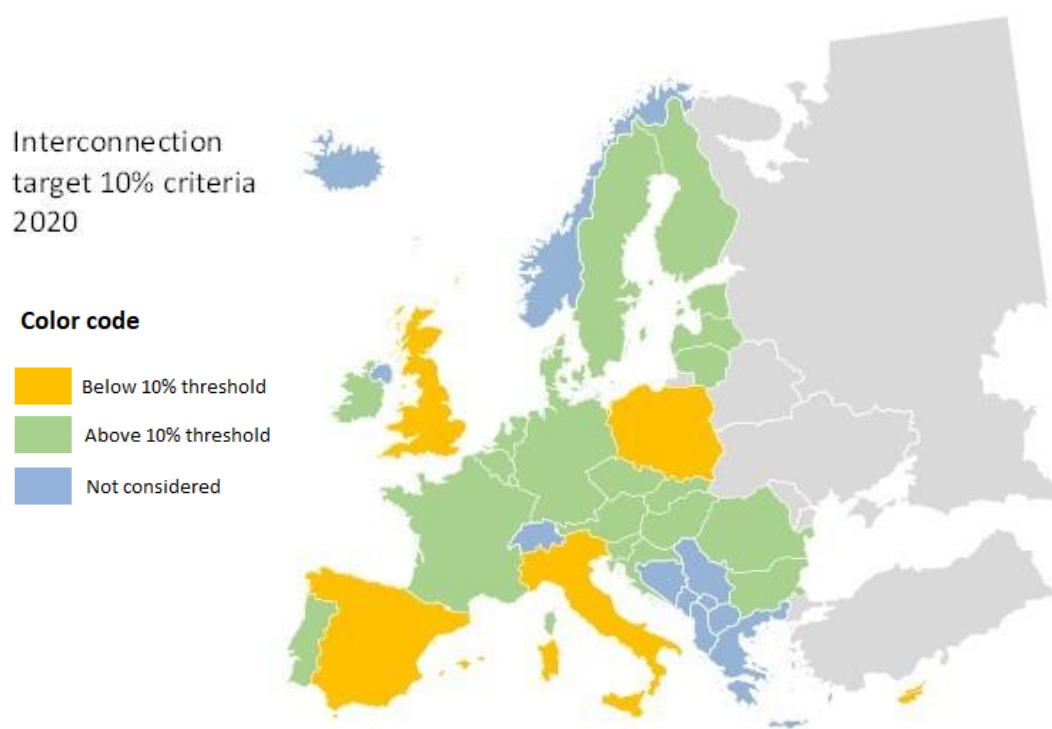 Interconnection
target 10% criteria
2020
Color code
Below 10% threshold
Above 10% threshold
Not considered